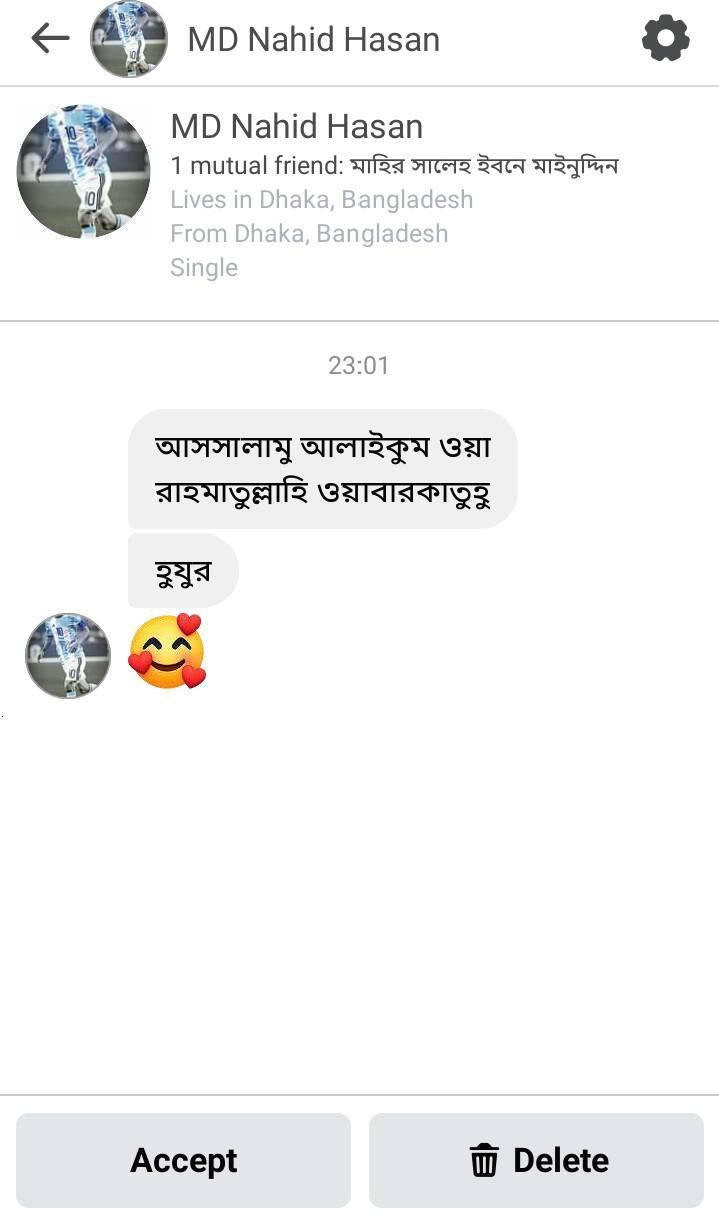 MD Nahid Hasan
MD Nahid Hasan
1 mutual friend: মাহির সালেহ ইবনে মাইনুদ্দিন
Lives in Dhaka, Bangladesh
From Dhaka, Bangladesh
Single
23:01
আসসালামু আলাইকুম ওয়া
রাহমাতুল্লাহি ওয়াবারকাতুহু
হুযুর
🥰
Accept
Delete